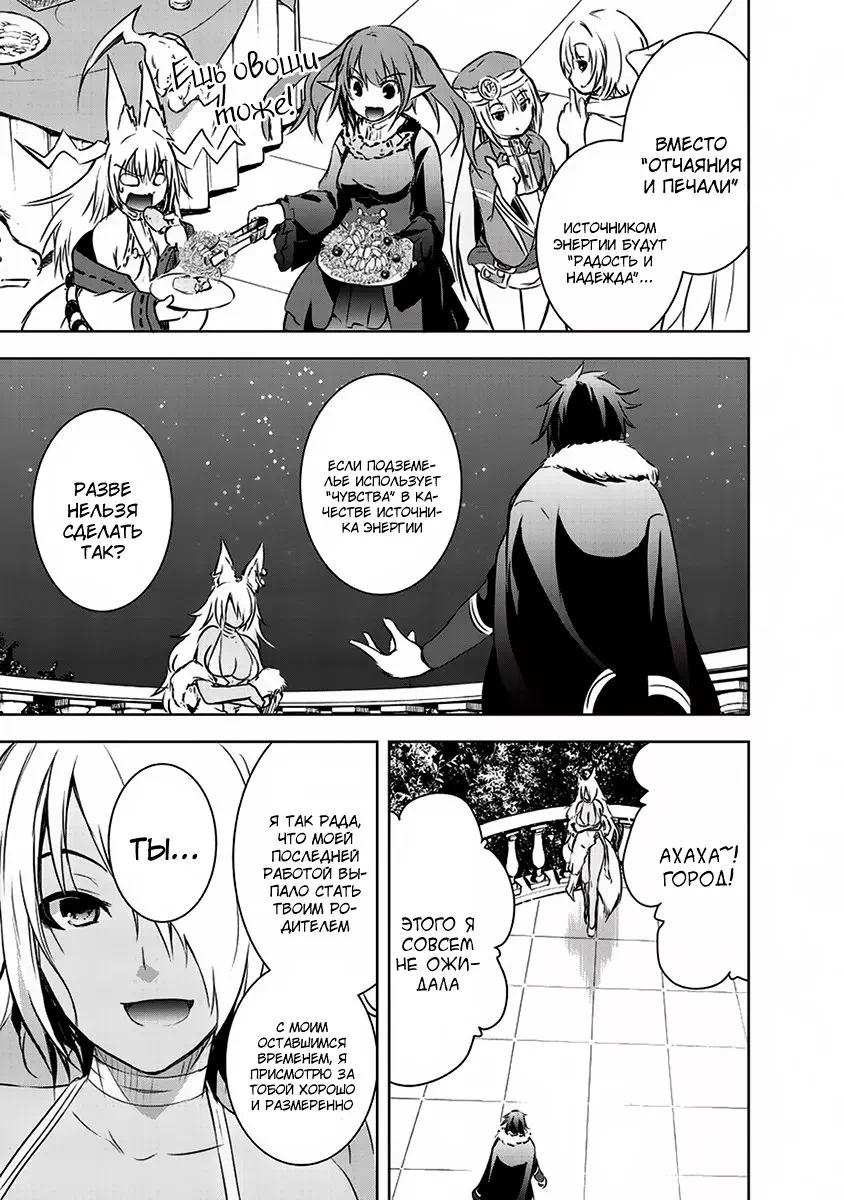 ВМЕСТО
"ОТЧАЯНИЯ
И ПЕЧАЛИ"
ИСТОЧНИКОМ
ЭНЕРГИИ БУДУТ
"РАДОСТЬ И
НАДЕЖДА"...
Ешь овощи
тоже!
ЕСЛИ ПОДЗЕМЕ-
ЛЬЕ ИСПОЛЬЗУЕТ
"ЧУВСТВА" В КА-
ЧЕСТВЕ ИСТОЧНИ-
КА ЭНЕРГИИ
РАЗВЕ
НЕЛЬЗЯ
СДЕЛАТЬ
ТАК?
АХАХА~!
ГОРОД!
ЭТОГО Я
СОВСЕМ
НЕ ОЖИ-
ДАЛА
Я ТАК РАДА,
ЧТО МОЕЙ
ПОСЛЕДНЕЙ
РАБОТОЙ ВЫ-
ПАЛО СТАТЬ
ТВОИМ РО-
ДИТЕЛЕМ
ТЫ...
С МОИМ
ОСТАВШИМСЯ
ВРЕМЕНЕМ, Я
ПРИСМОТРЮ ЗА
ТОБОЙ ХОРОШО
И РАЗМЕРЕННО